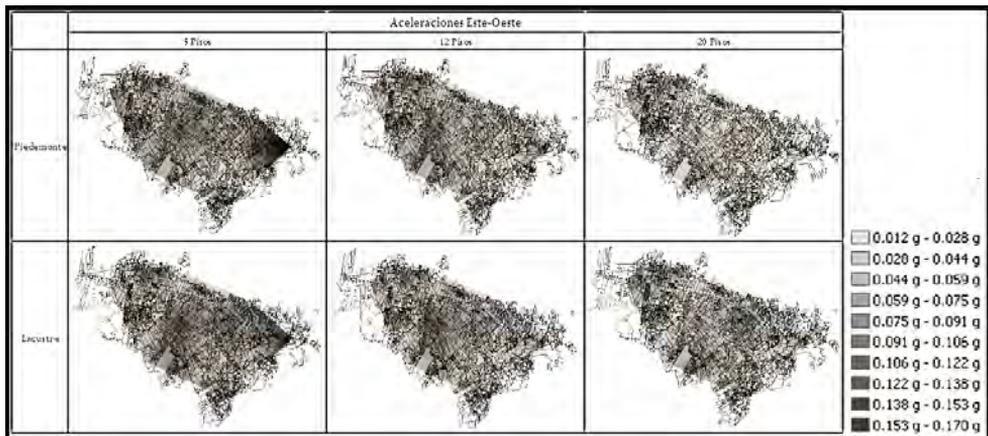 Aceleraciones Este-Oeste
5 Pisos
12 Pisos
20 Pisos
Piedemonte
Lacustre
0.012 g - 0.028 g
0.028 g - 0.044 g
0.044 g - 0.059 g
0.059 g - 0.075 g
0.075 g - 0.091 g
0.091 g - 0.106 g
0.106 g - 0.122 g
0.122 g - 0.138 g
0.138 g - 0.153 g
0.153 g - 0.170 g